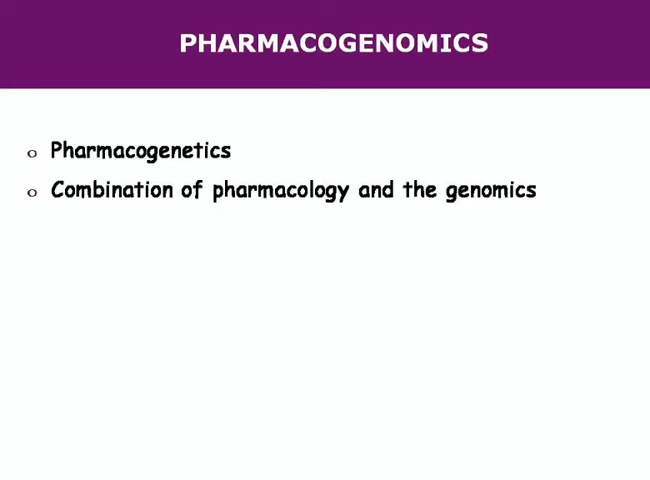 PHARMACOGENOMICS
o Pharmacogenetics
o Combination of pharmacology and the genomics